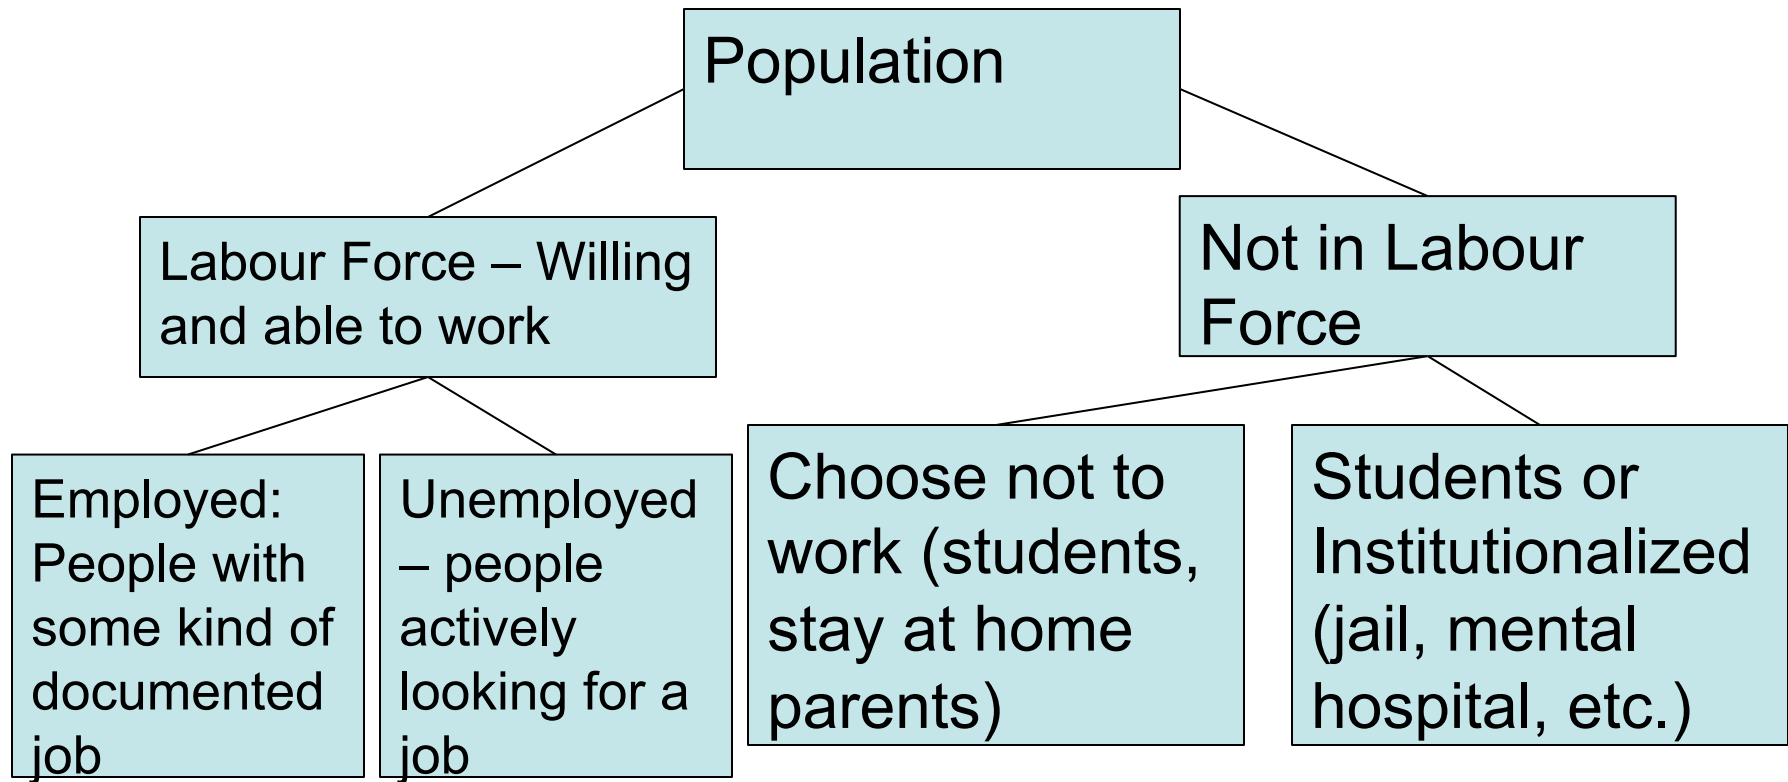 Population
Labour Force – Willing
and able to work
Not in Labour
Force
Employed:
People with
some kind of
documented
job
Unemployed
– people
actively
looking for a
job
Choose not to
work (students,
stay at home
parents)
Students or
Institutionalized
(jail, mental
hospital, etc.)